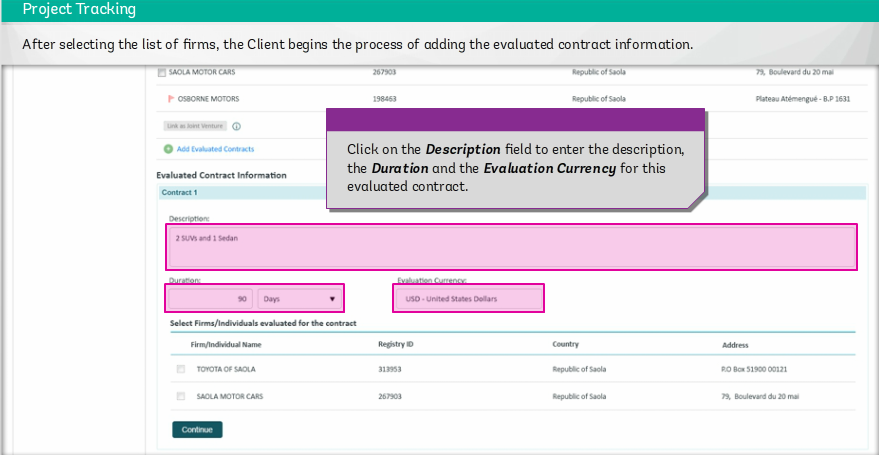 Project Tracking
After selecting the list of firms, the Client begins the process of adding the evaluated contract information.
SAOLA MOTOR CARS 267903 Republic of Saola 79, Boulevard du 20 mai
OSBORNE MOTORS 198463 Republic of Saola Plateau Atémengué - B.P 1631
Link as Joint Venture
Add Evaluated Contracts
Click on the Description field to enter the description,
the Duration and the Evaluation Currency for this
evaluated contract.
Evaluated Contract Information
Contract 1
Description:
2 SUVs and 1 Sedan
Duration: Evaluation Currency:
90 Days USD - United States Dollars
Select Firms/Individuals evaluated for the contract
Firm/Individual Name Registry ID Country Address
TOYOTA OF SAOLA 313953 Republic of Saola P.O Box 51900 00121
SAOLA MOTOR CARS 267903 Republic of Saola 79, Boulevard du 20 mai
Continue